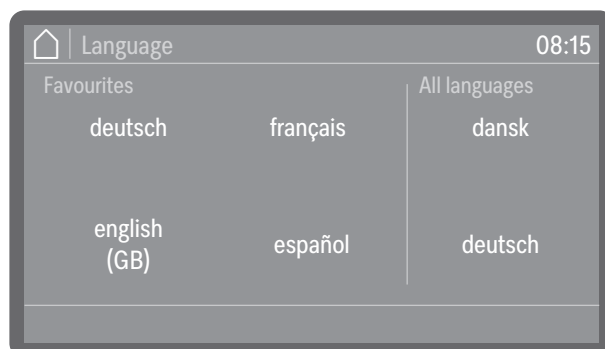 Language 08:15
Favourites All languages
deutsch français dansk
english
(GB) español deutsch